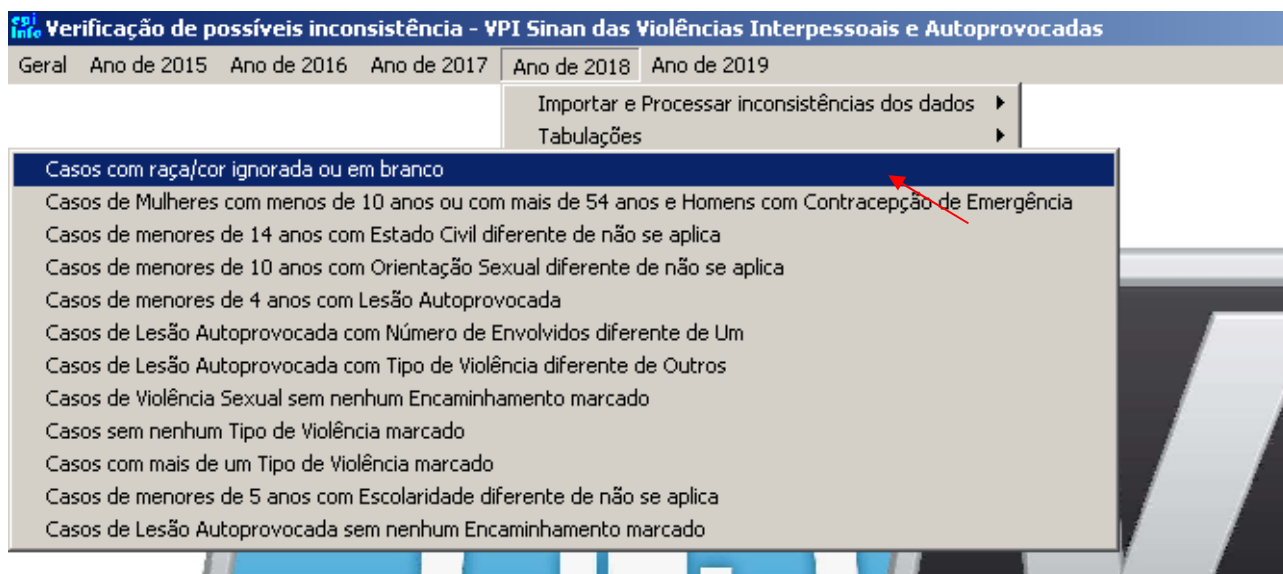 epi info Verificação de possíveis inconsistência - VPI Sinan das Violências Interpessoais e Autoprovocadas
Geral Ano de 2015 Ano de 2016 Ano de 2017 Ano de 2018 Ano de 2019
Importar e Processar inconsistências dos dados
Tabulações
Casos com raça/cor ignorada ou em branco
Casos de Mulheres com menos de 10 anos ou com mais de 54 anos e Homens com Contracepção de Emergência
Casos de menores de 14 anos com Estado Civil diferente de não se aplica
Casos de menores de 10 anos com Orientação Sexual diferente de não se aplica
Casos de menores de 4 anos com Lesão Autoprovocada
Casos de Lesão Autoprovocada com Número de Envolvidos diferente de Um
Casos de Lesão Autoprovocada com Tipo de Violência diferente de Outros
Casos de Violência Sexual sem nenhum Encaminhamento marcado
Casos sem nenhum Tipo de Violência marcado
Casos com mais de um Tipo de Violência marcado
Casos de menores de 5 anos com Escolaridade diferente de não se aplica
Casos de Lesão Autoprovocada sem nenhum Encaminhamento marcado